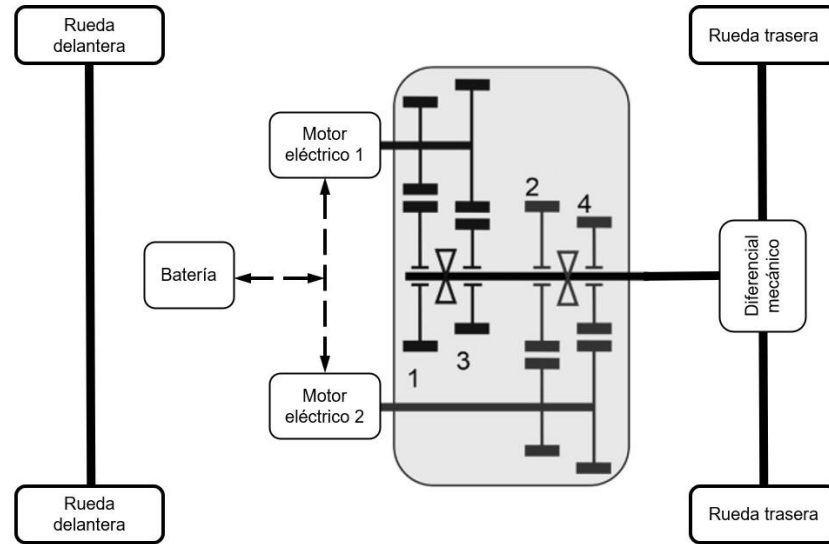 Rueda
delantera
Rueda trasera
Motor
eléctrico 1
2
4
Batería
Diferencial
mecánico
1
3
Motor
eléctrico 2
Rueda
delantera
Rueda trasera